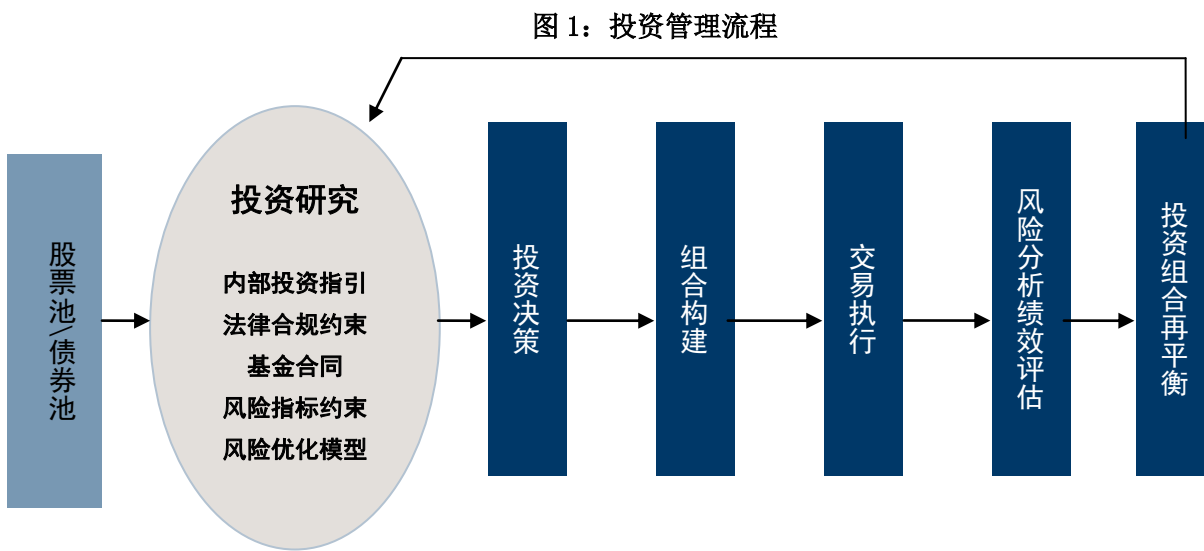 图 1：投资管理流程
股票池\债券池
投资研究
内部投资指引
法律合规约束
基金合同
风险指标约束
风险优化模型
投资决策
组合构建
交易执行
风险分析绩效评估
投资组合再平衡